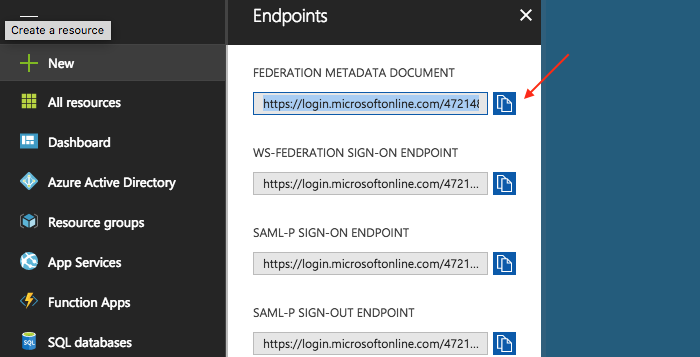 Create a resource
New
All resources
Dashboard
Azure Active Directory
Resource groups
App Services
Function Apps
SQL databases
Endpoints
FEDERATION METADATA DOCUMENT
https://login.microsoftonline.com/47214
WS-FEDERATION SIGN-ON ENDPOINT
https://login.microsoftonline.com/4721...
SAML-P SIGN-ON ENDPOINT
https://login.microsoftonline.com/4721...
SAML-P SIGN-OUT ENDPOINT
https://login.microsoftonline.com/4721...